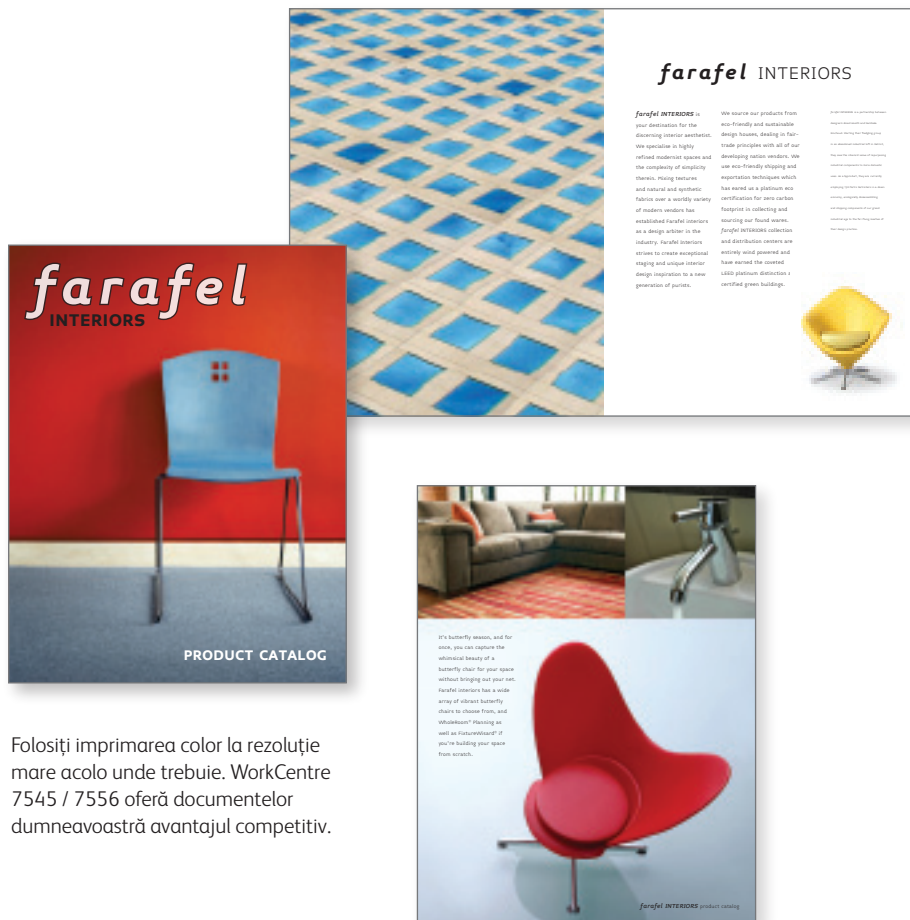 farafel INTERIORS
farafel INTERIORS is
your destination for the
discerning interior aesthetist.
We specialise in highly
refined modernist spaces and
the complexity of simplicity
therein. Mixing textures
and natural and synthetic
fabrics over a worldly variety
of modern vendors has
established Farafel interiors
as a design arbiter in the
industry. Farafel Interiors
strives to create exceptional
staging and unique interior
design inspiration to a new
generation of purists.
We source our products from
eco-friendly and sustainable
design houses, dealing in fair-
trade principles with all of our
developing nation vendors. We
use eco-friendly shipping and
exportation techniques which
has eared us a platinum eco
certification for zero carbon
footprint in collecting and
sourcing our found wares.
farafel INTERIORS collection
and distribution centers are
entirely wind powered and
have earned the coveted
LEED platinum distinction :
certified green buildings.
farafel
INTERIORS
PRODUCT CATALOG
It's butterfly season, and for
once, you can capture the
whimsical beauty of a
butterfly chair for your space
without bringing out your net.
Farafel interiors has a wide
array of vibrant butterfly
chairs to choose from, and
WholeRoom® Planning as
well as FixtureWizard® if
you're building your space
from scratch.
farafel INTERIORS product catalog
Folosiți imprimarea color la rezoluție
mare acolo unde trebuie. WorkCentre
7545 / 7556 oferă documentelor
dumneavoastră avantajul competitiv.